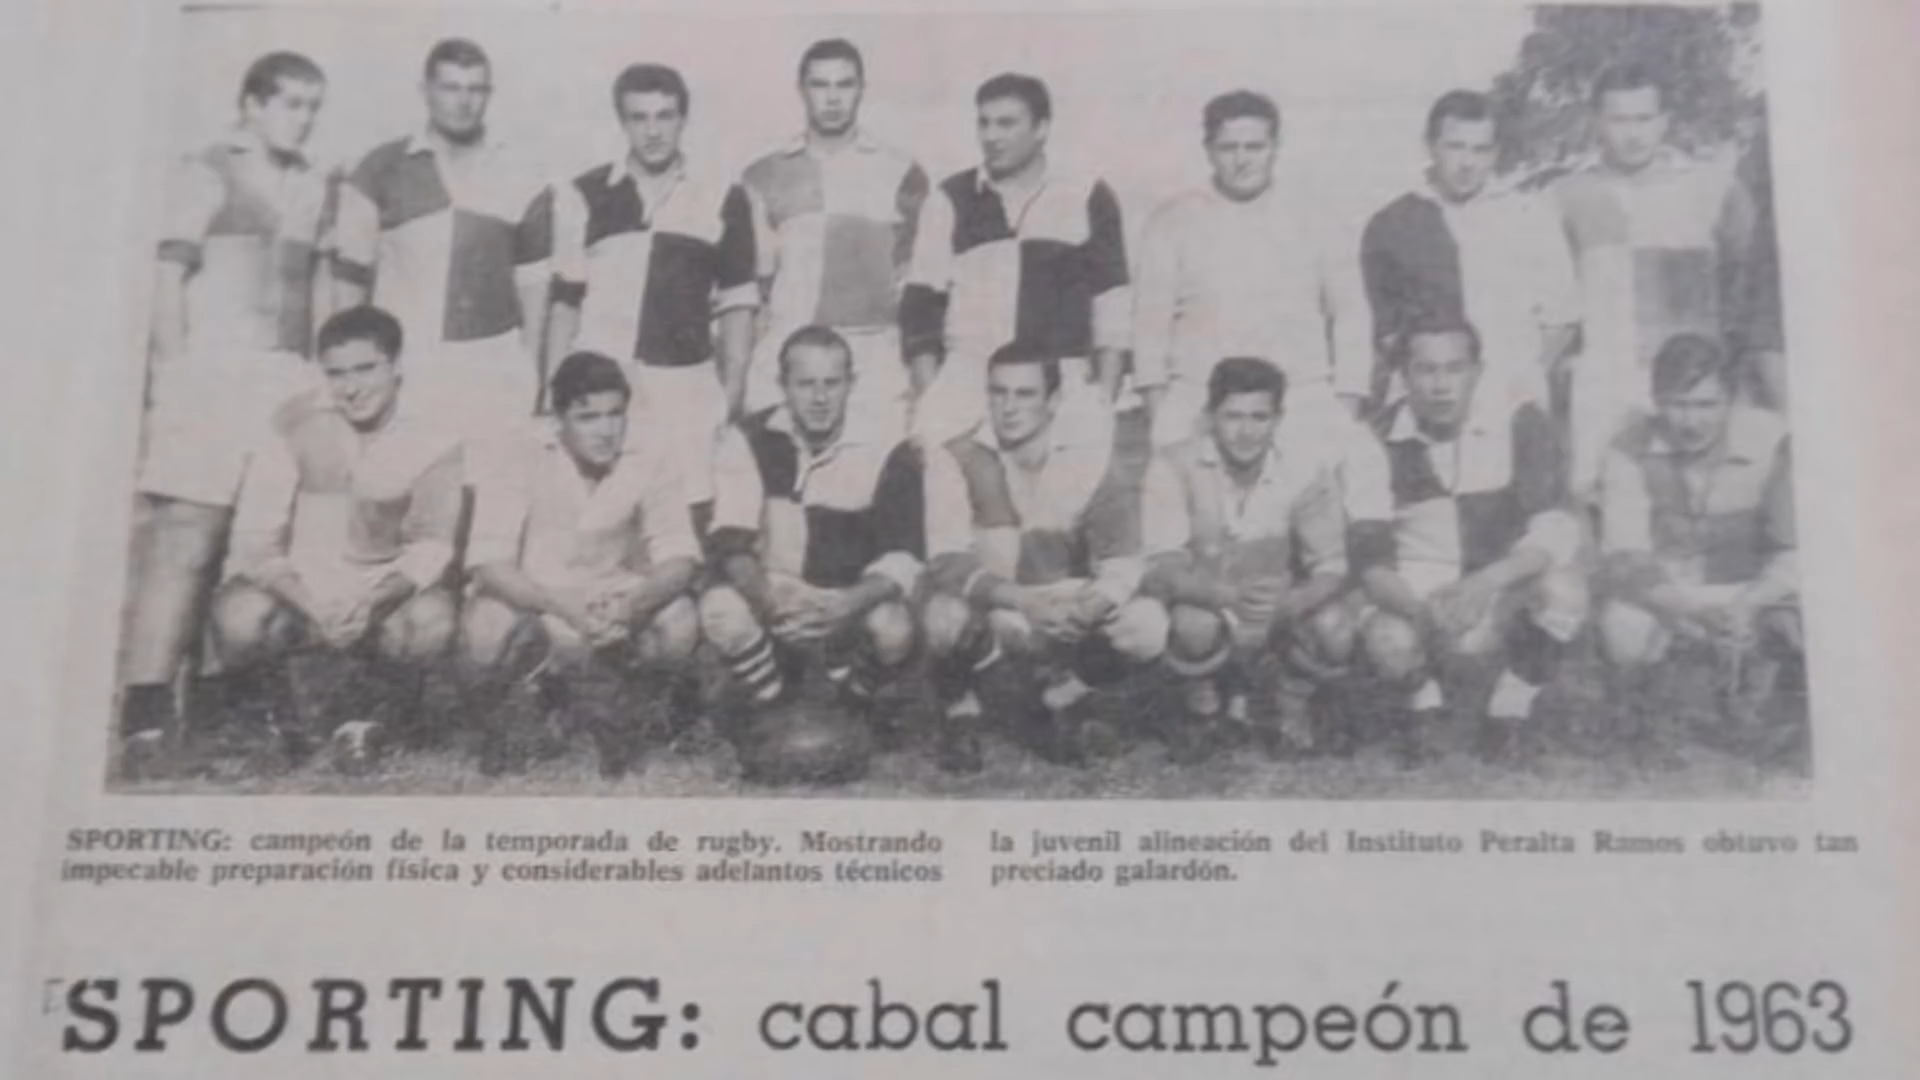 SPORTING: campeón de la temporada de rugby. Mostrando
impecable preparación física y considerables adelantos técnicos
la juvenil alineación del Instituto Peralta Ramos obtuvo tan
preciado galardón.
SPORTING: cabal campeón de 1963